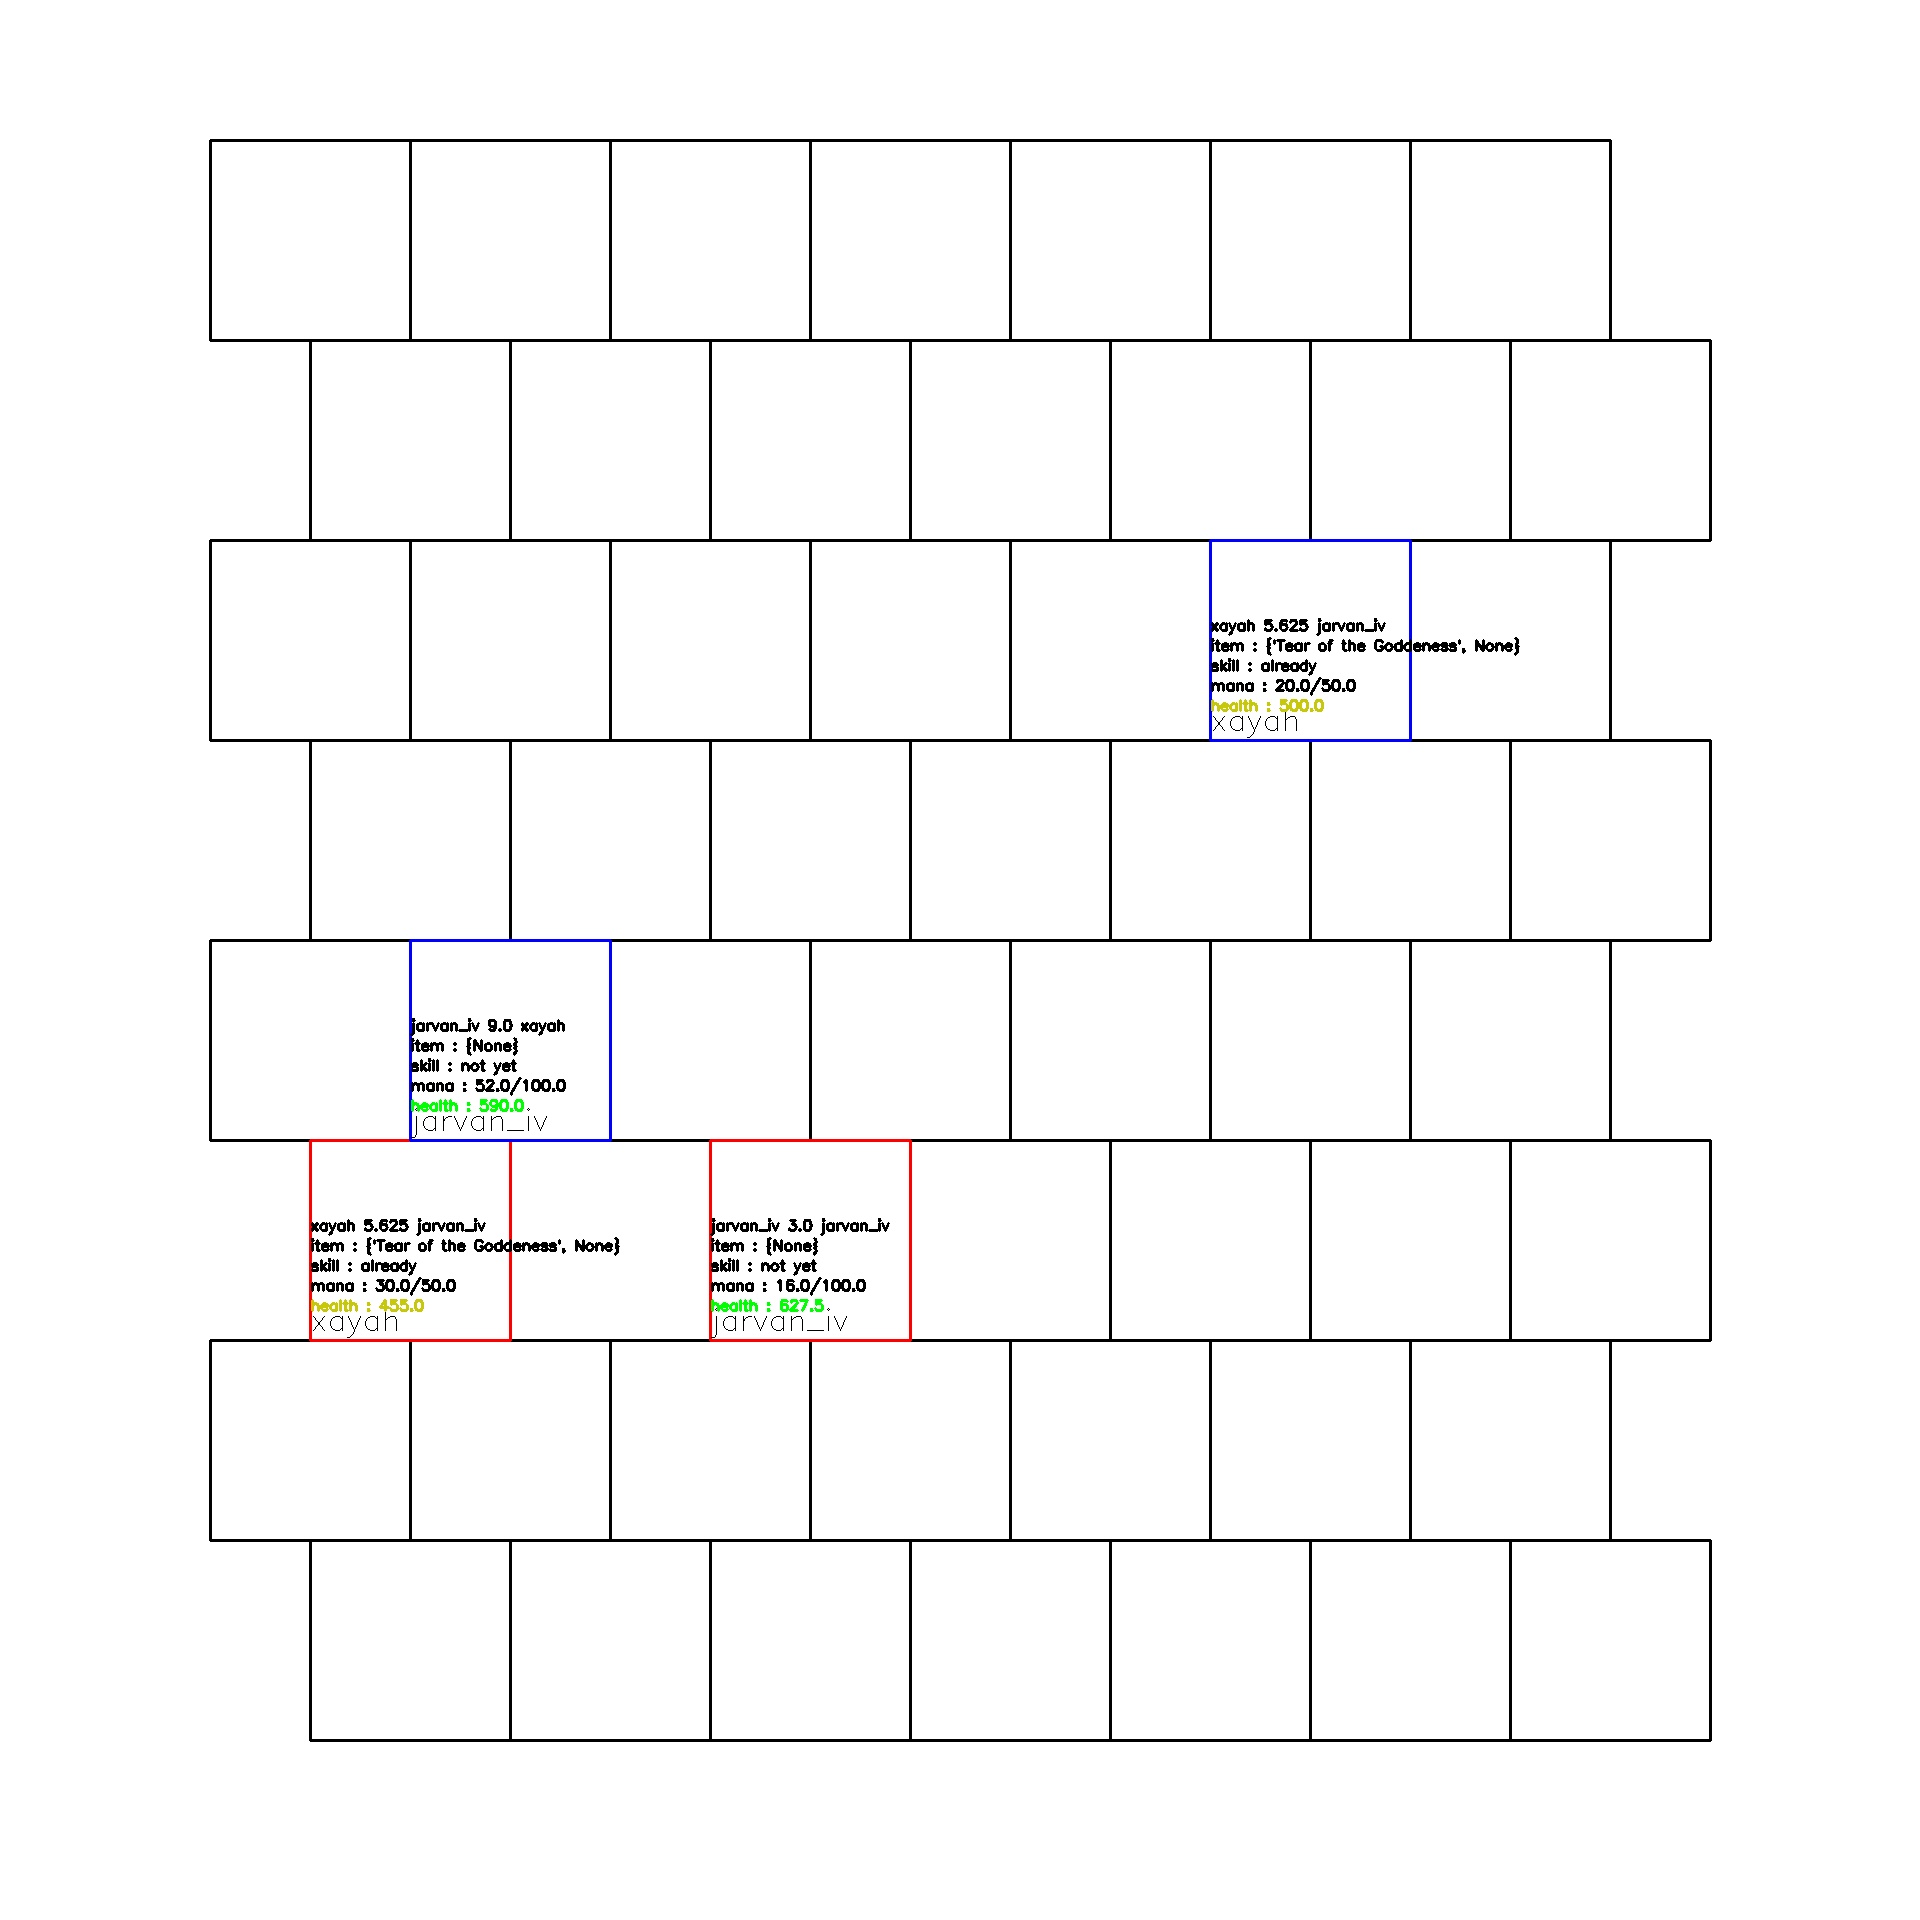 xayah 5.625 jarvan_iv
item : {'Tear of the Goddeness', None}
skill : already
mana : 20.0/50.0
health : 500.0
xayah
jarvan_iv 9.0 xayah
item : {None}
skill : not yet
mana : 52.0/100.0
health : 590.0
jarvan_iv
xayah 5.625 jarvan_iv
item : {'Tear of the Goddeness', None}
skill : already
mana : 30.0/50.0
health : 455.0
xayah
jarvan_iv 3.0 jarvan_iv
item : {None}
skill : not yet
mana : 16.0/100.0
health : 627.5
jarvan_iv